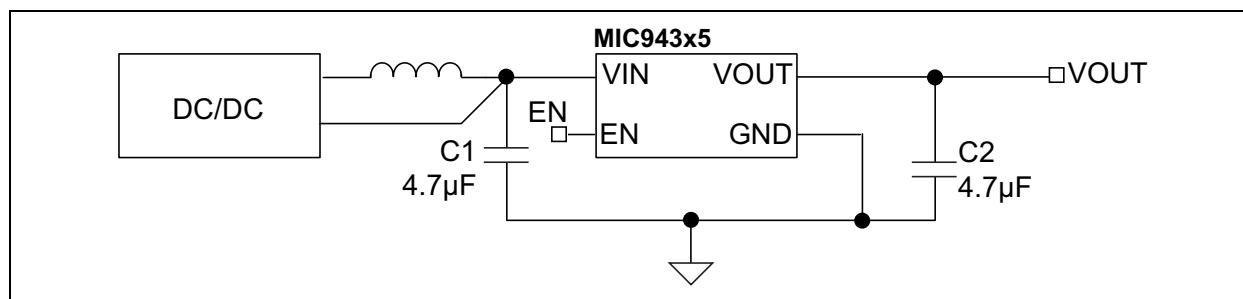 MIC943x5
DC/DC
VIN
VOUT
VOUT
EN
EN
GND
C1
4.7µF
C2
4.7µF